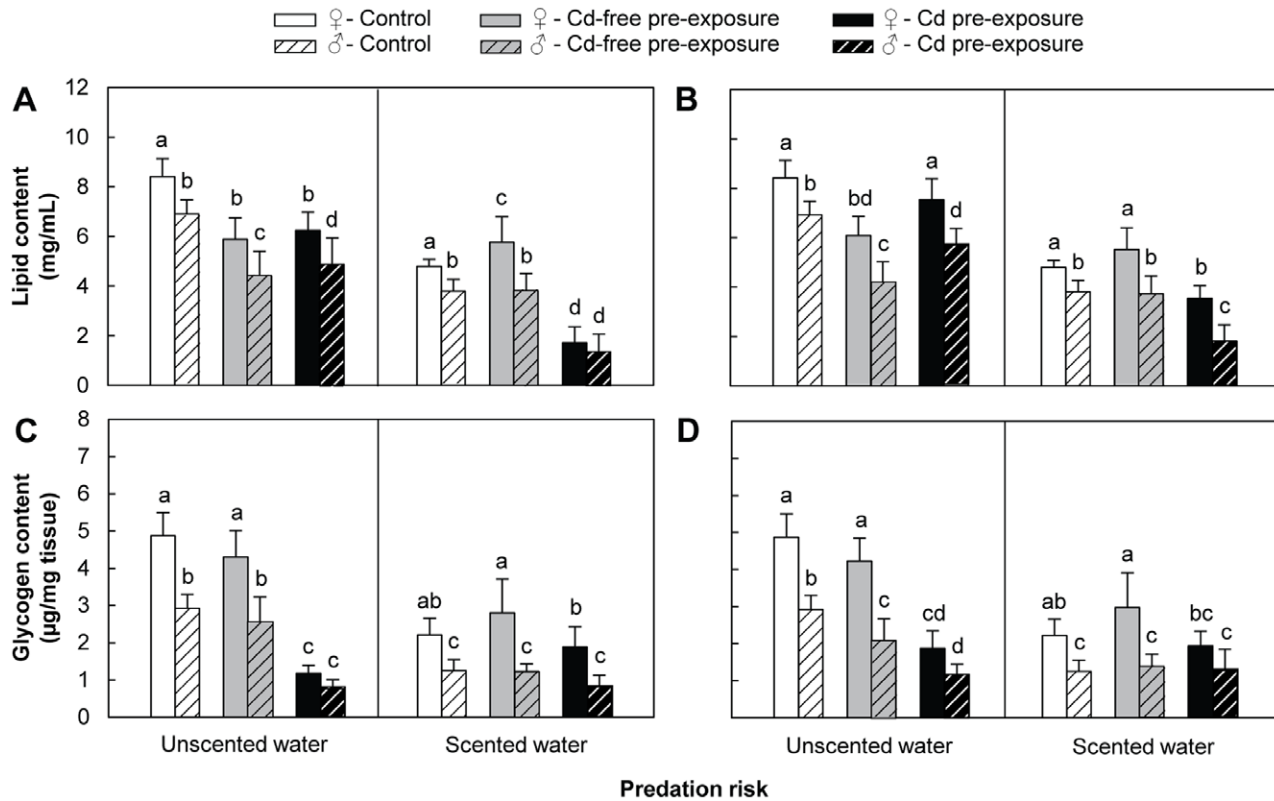 ♀ - Control ♀ - Cd-free pre-exposure ♀ - Cd pre-exposure
♂ - Control ♂ - Cd-free pre-exposure ♂ - Cd pre-exposure
A
Lipid content
(mg/mL)
12
10
8
6
4
2
0
a b b c b d
a b c b d d
B
a b bd c a d
a b a b b c
C
Glycogen content
(µg/mg tissue)
8
7
6
5
4
3
2
1
0
a b a b c c
ab c a c b c
D
a b a c cd d
ab c a c bc c
Unscented water Scented water Unscented water Scented water
Predation risk